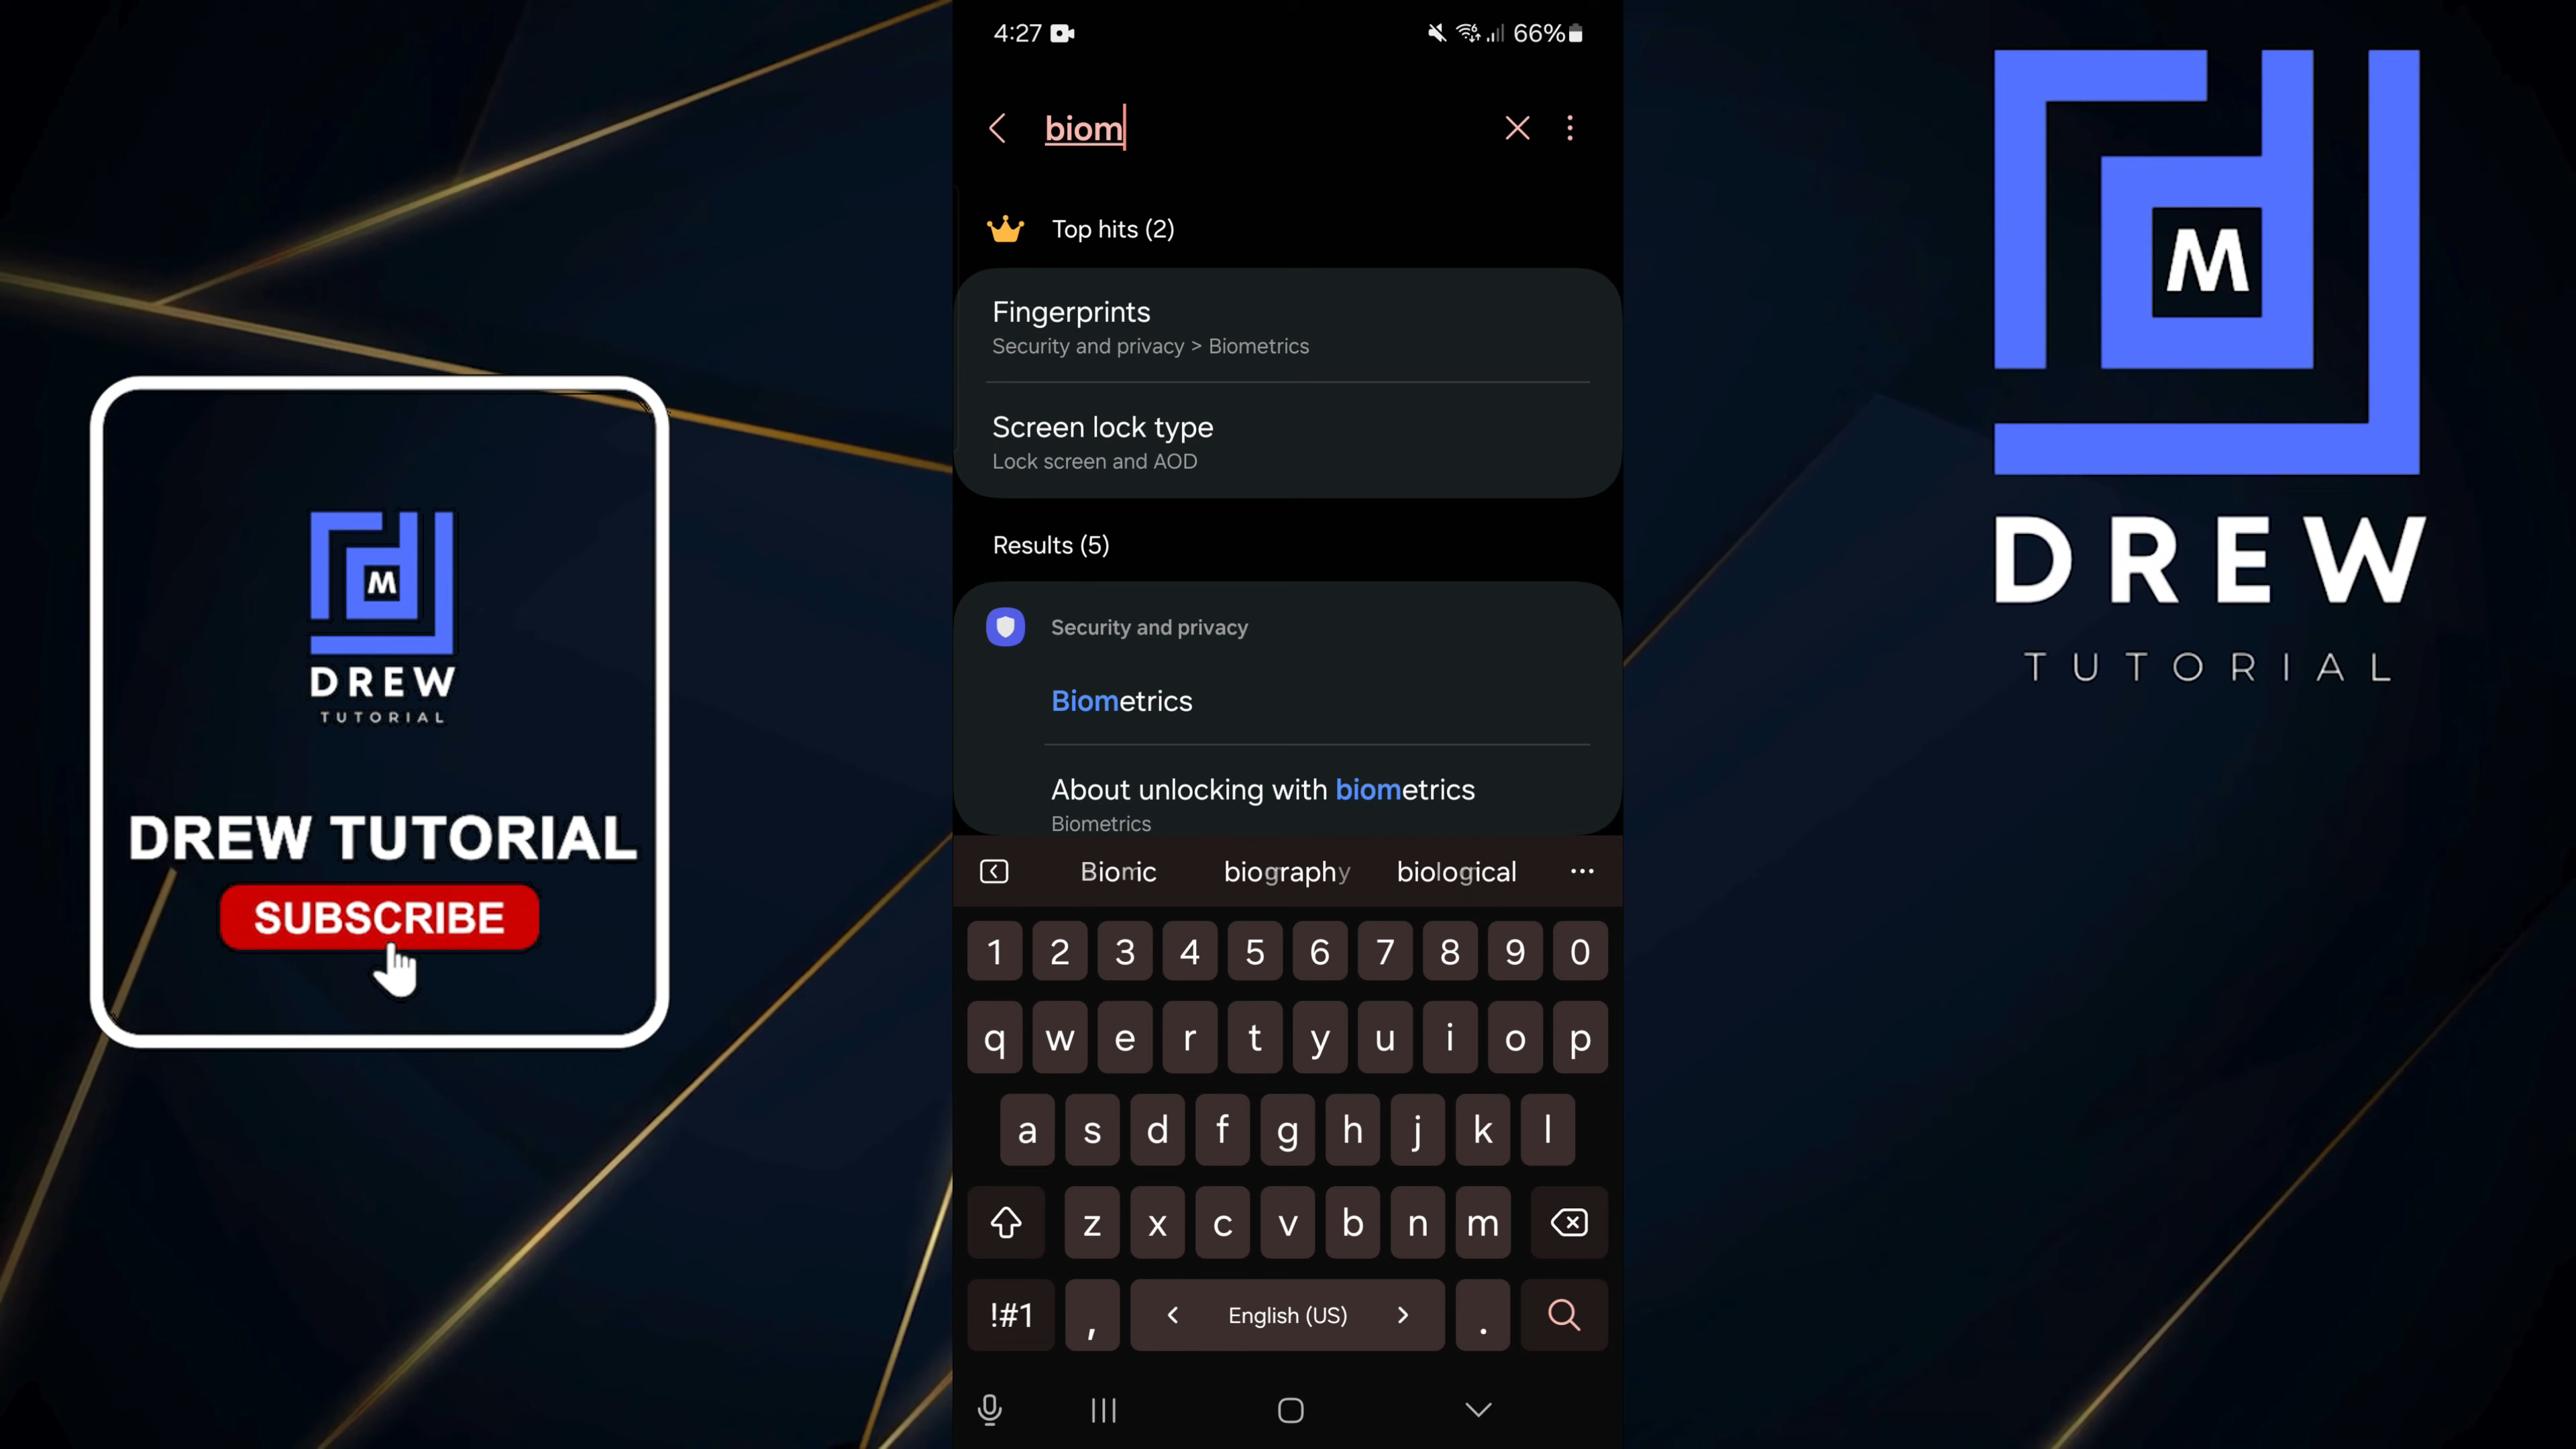 M
DREW
TUTORIAL
DREW TUTORIAL
SUBSCRIBE
4:27
66%
biom
Top hits (2)
Fingerprints
Security and privacy > Biometrics
Screen lock type
Lock screen and AOD
Results (5)
Security and privacy
Biometrics
About unlocking with biometrics
Biometrics
biography biological ...
1 2 3 4 5 6 7 8 9 0
q w e r t y u i o p
a s d f g h j k l
z x c v b n m
!#1 , < English (US) > .
M
DREW
TUTORIAL